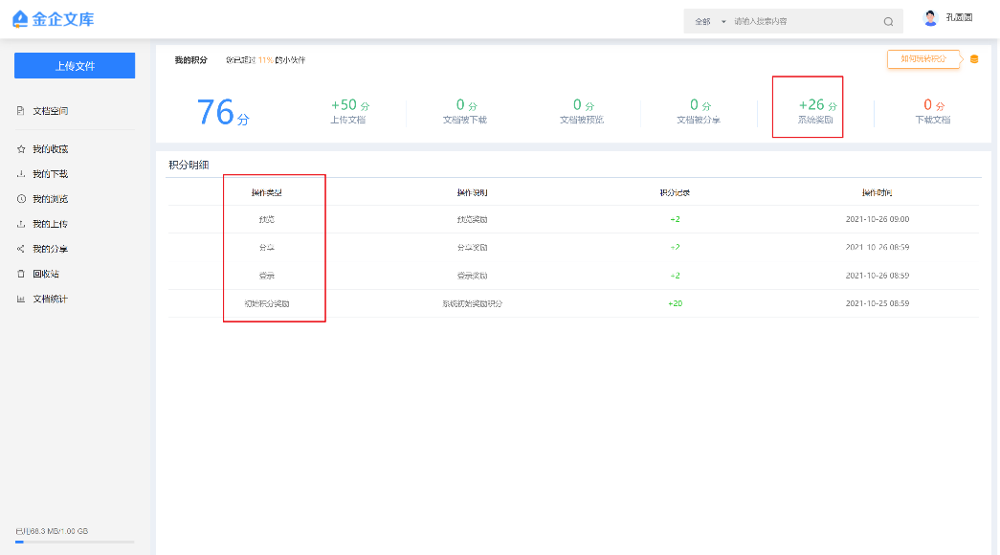 金企文库
全部 请输入搜索内容
孔圆圆
上传文件
文档空间
我的收藏
我的下载
我的浏览
我的上传
我的分享
回收站
文档统计
已用68.3 MB/1.00 GB
我的积分 您已超过 11% 的小伙伴
如何玩转积分
76分
+50 分
上传文档
0 分
文档被下载
0 分
文档被预览
0 分
文档被分享
+26 分
系统奖励
0 分
下载文档
积分明细
操作类型 操作说明 积分记录 操作时间
预览 预览奖励 +2 2021-10-26 09:00
分享 分享奖励 +2 2021-10-26 08:59
登录 登录奖励 +2 2021-10-26 08:59
初始积分奖励 系统初始奖励积分 +20 2021-10-25 08:59